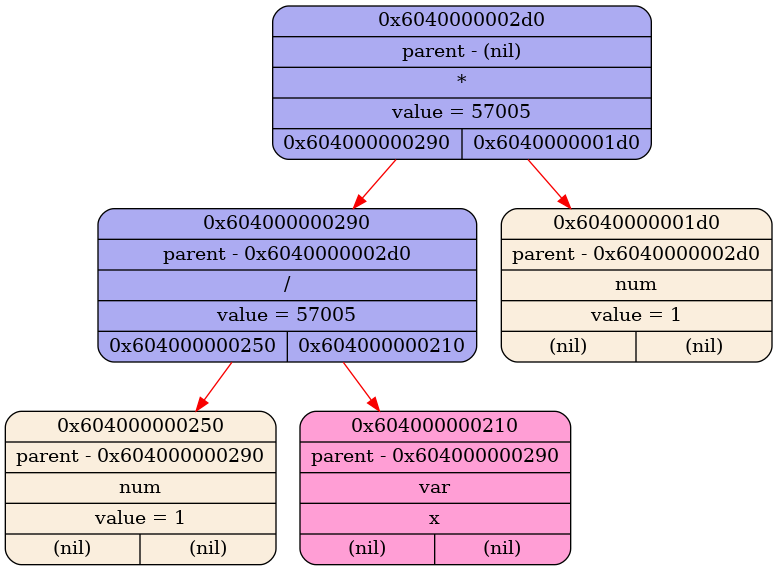 0x6040000002d0
parent - (nil)
*
value = 57005
0x604000000290 0x6040000001d0
0x604000000290
parent - 0x6040000002d0
/
value = 57005
0x604000000250 0x604000000210
0x6040000001d0
parent - 0x6040000002d0
num
value = 1
(nil) (nil)
0x604000000250
parent - 0x604000000290
num
value = 1
(nil) (nil)
0x604000000210
parent - 0x604000000290
var
x
(nil) (nil)